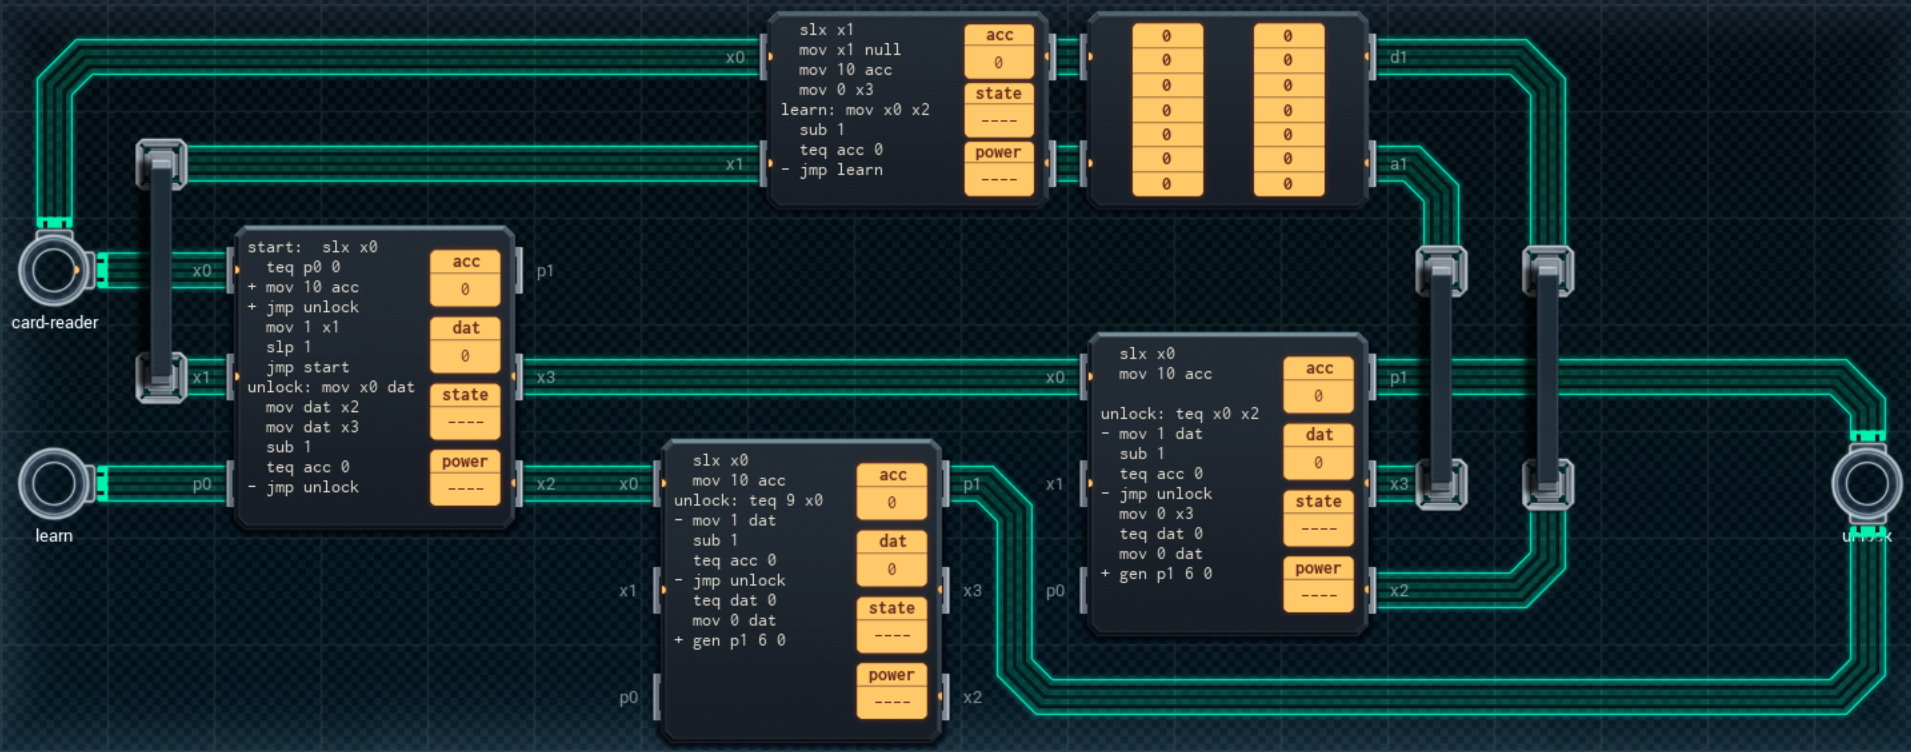 slx x1
mov x1 null
mov 10 acc
mov 0 x3
learn: mov x0 x2
sub 1
teq acc 0
- jmp learn
acc
0
state
----
power
----
x0
x1
0
0
0
0
0
0
0
0
0
0
0
0
0
0
d1
a1
card-reader
learn
x0
x1
p0
start: slx x0
teq p0 0
+ mov 10 acc
+ jmp unlock
mov 1 x1
slp 1
jmp start
unlock: mov x0 dat
mov dat x2
mov dat x3
sub 1
teq acc 0
- jmp unlock
acc
0
dat
0
state
----
power
----
p1
x3
x2
x0
x1
p0
slx x0
mov 10 acc
unlock: teq 9 x0
- mov 1 dat
sub 1
teq acc 0
- jmp unlock
teq dat 0
mov 0 dat
+ gen p1 6 0
acc
0
dat
0
state
----
power
----
p1
x3
x2
x0
x1
p0
slx x0
mov 10 acc
unlock: teq x0 x2
- mov 1 dat
sub 1
teq acc 0
- jmp unlock
mov 0 x3
teq dat 0
mov 0 dat
+ gen p1 6 0
acc
0
dat
0
state
----
power
----
p1
x3
x2